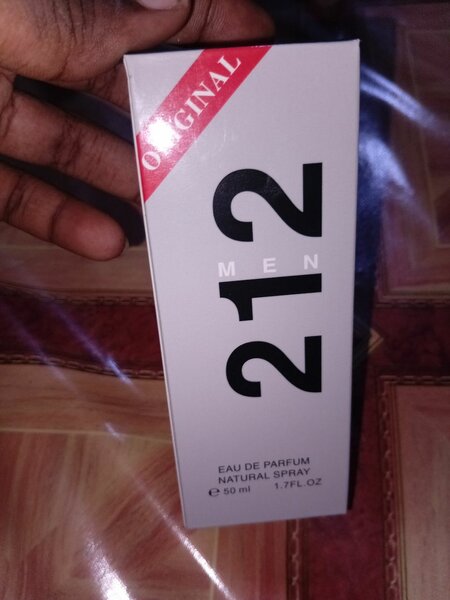 ORIGINAL
212
MEN
EAU DE PARFUM
NATURAL SPRAY
℮ 50 ml 1.7FL.OZ